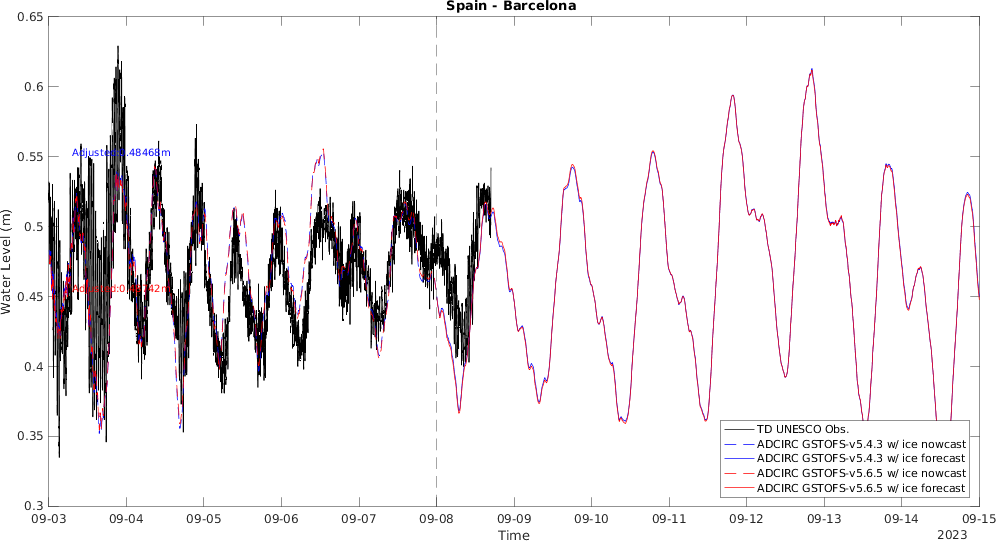 Spain - Barcelona
Water Level (m)
0.65
0.6
0.55
0.5
0.45
0.4
0.35
0.3
TD UNESCO Obs.
ADCIRC GSTOFS-v5.4.3 w/ ice nowcast
ADCIRC GSTOFS-v5.4.3 w/ ice forecast
ADCIRC GSTOFS-v5.6.5 w/ ice nowcast
ADCIRC GSTOFS-v5.6.5 w/ ice forecast
09-03 09-04 09-05 09-06 09-07 09-08 09-09 09-10 09-11 09-12 09-13 09-14 09-15
Time
2023